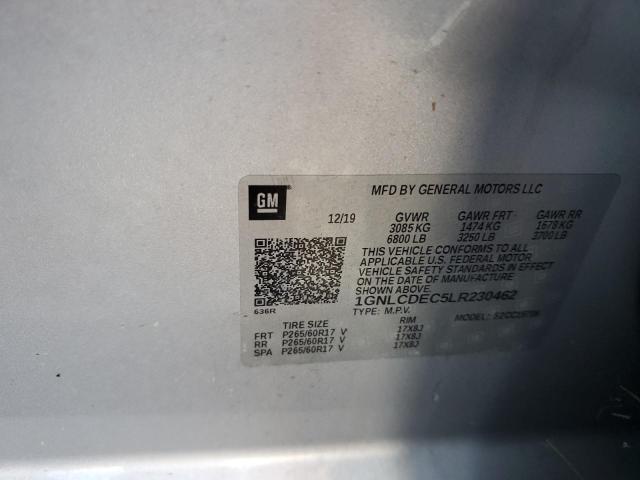 GM
MFD BY GENERAL MOTORS LLC
12/19 GVWR GAWR FRT GAWR RR
3085 KG 1474 KG 1678 KG
6800 LB 3250 LB 3700 LB
THIS VEHICLE CONFORMS TO ALL
APPLICABLE U.S. FEDERAL MOTOR
VEHICLE SAFETY STANDARDS IN EFFECT
ON THE DATE OF MANUFACTURE
SHOWN ABOVE.
1GNLCDEC5LR230462
636R
TYPE: M.P.V. MODEL:
TIRE SIZE RIM
FRT P265/60R17 V 17X8J
RR P265/60R17 V 17X8J
SPA P265/60R17 V 17X8J